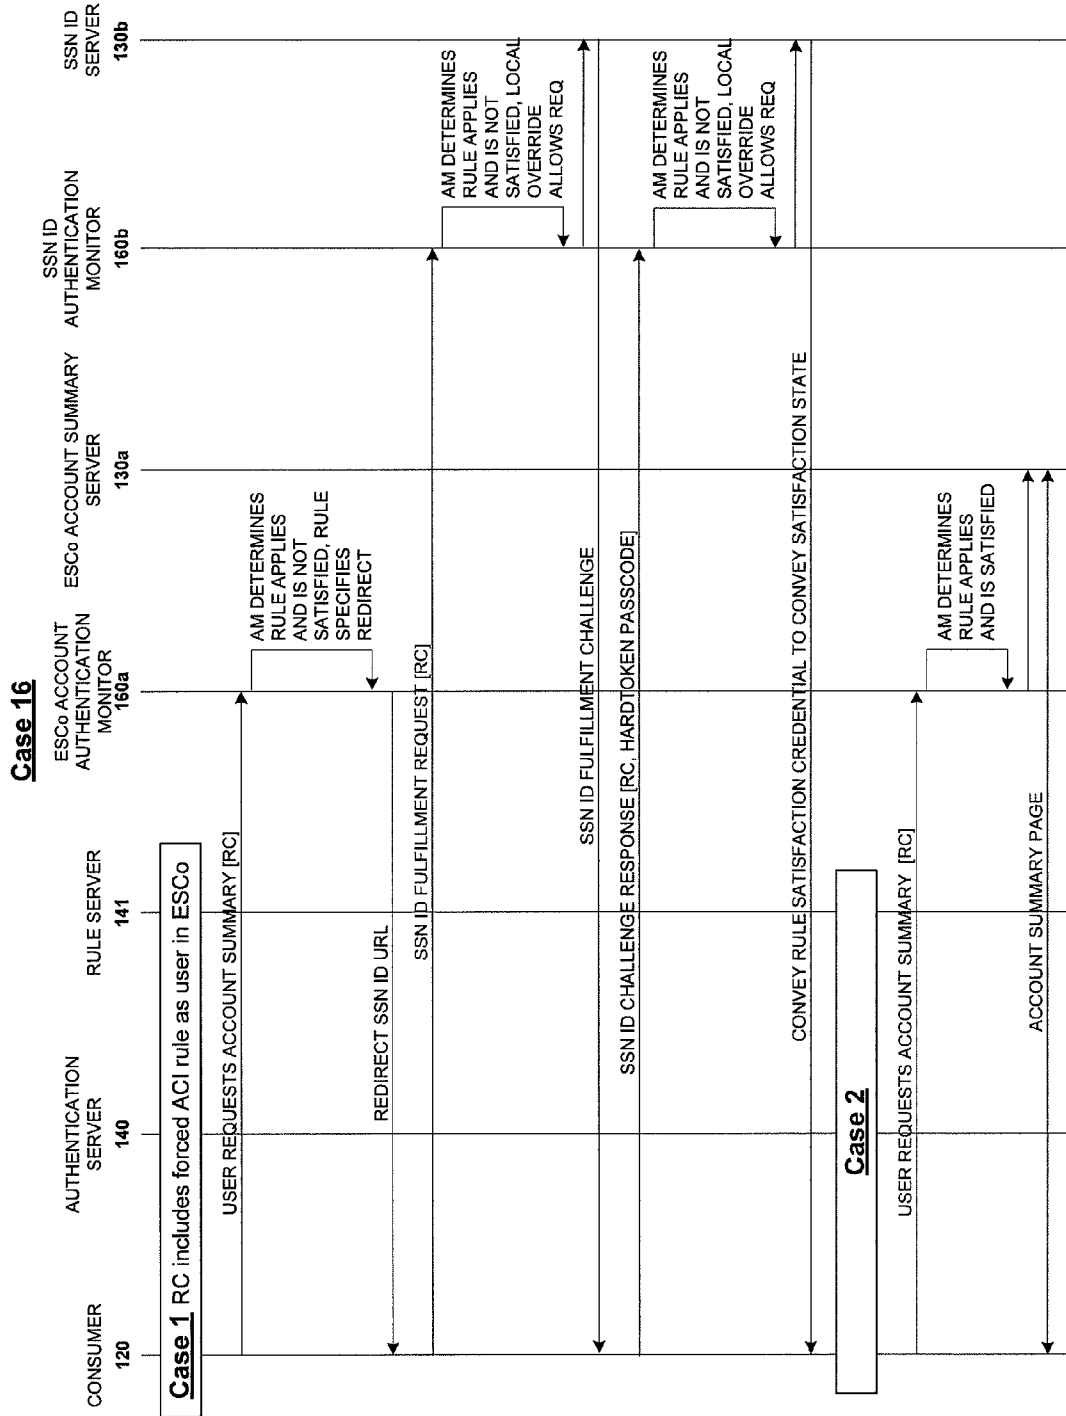 Case 16
CONSUMER
120
AUTHENTICATION
SERVER
140
RULE SERVER
141
ESCo ACCOUNT
AUTHENTICATION
MONITOR
160a
ESCo ACCOUNT SUMMARY
SERVER
130a
SSN ID
AUTHENTICATION
MONITOR
160b
SSN ID
SERVER
130b
Case 1 RC includes forced ACI rule as user in ESCo
USER REQUESTS ACCOUNT SUMMARY [RC]
AM DETERMINES
RULE APPLIES
AND IS NOT
SATISFIED, RULE
SPECIFIES
REDIRECT
REDIRECT SSN ID URL
SSN ID FULFILLMENT REQUEST [RC]
AM DETERMINES
RULE APPLIES
AND IS NOT
SATISFIED, LOCAL
OVERRIDE
ALLOWS REQ
SSN ID FULFILLMENT CHALLENGE
SSN ID CHALLENGE RESPONSE [RC, HARDTOKEN PASSCODE]
AM DETERMINES
RULE APPLIES
AND IS NOT
SATISFIED, LOCAL
OVERRIDE
ALLOWS REQ
CONVEY RULE SATISFACTION CREDENTIAL TO CONVEY SATISFACTION STATE
Case 2
USER REQUESTS ACCOUNT SUMMARY [RC]
AM DETERMINES
RULE APPLIES
AND IS SATISFIED
ACCOUNT SUMMARY PAGE